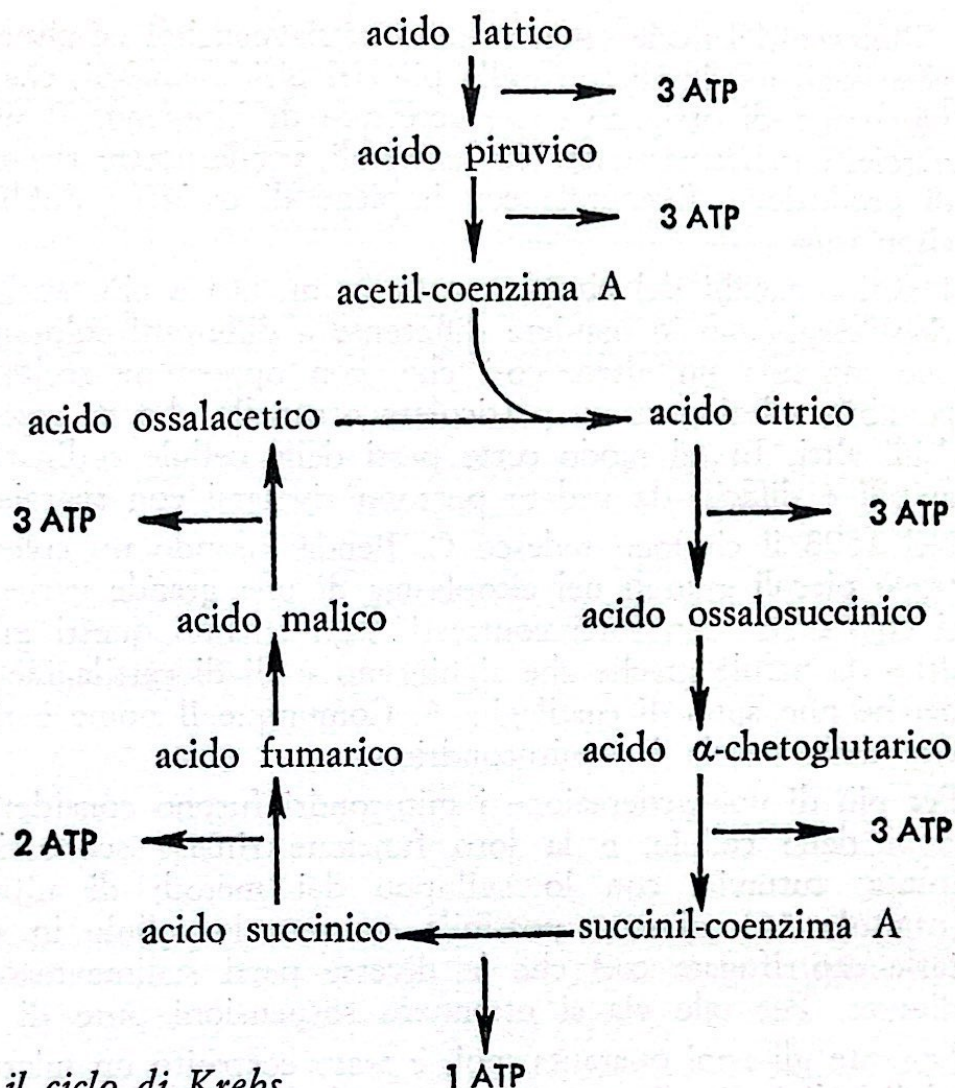 acido lattico
3 ATP
acido piruvico
3 ATP
acetil-coenzima A
acido ossalacetico
acido citrico
3 ATP
3 ATP
acido malico
acido ossalosuccinico
acido fumarico
acido α-chetoglutarico
2 ATP
3 ATP
acido succinico
succinil-coenzima A
il ciclo di Krebs
1 ATP